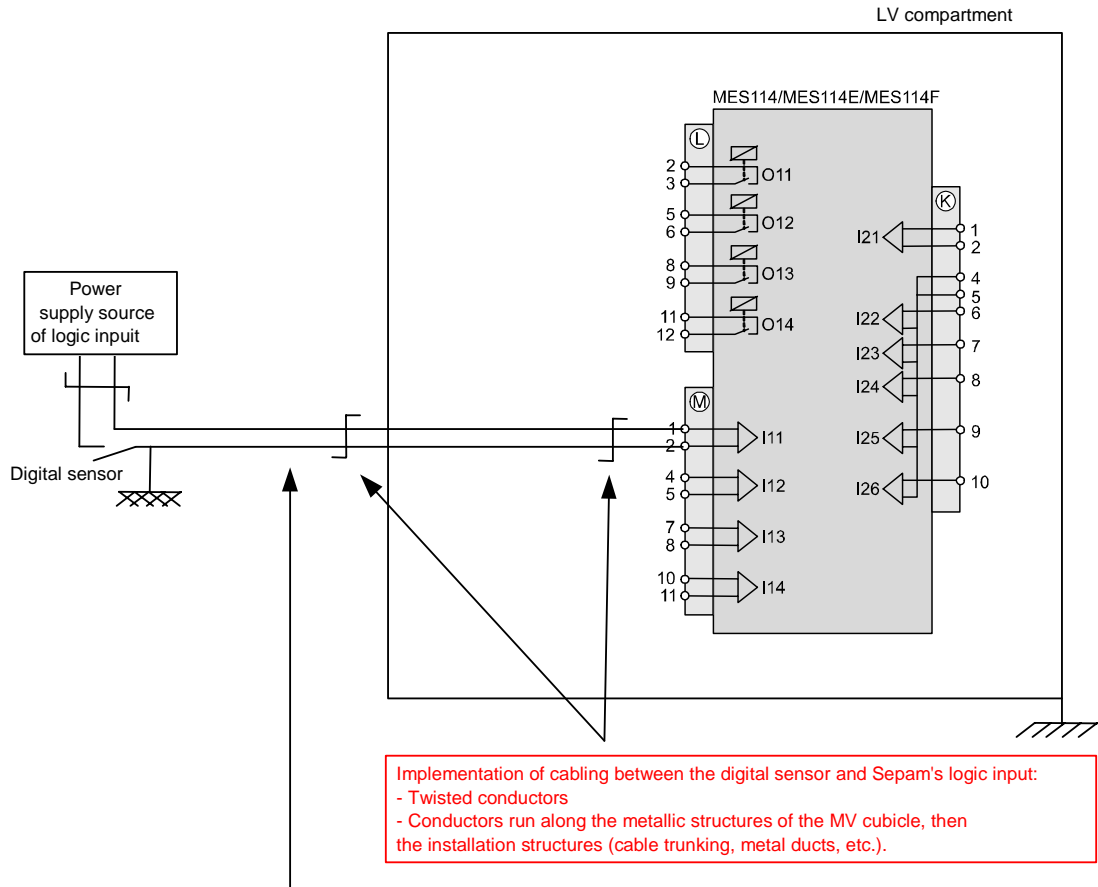 LV compartment
MES114/MES114E/MES114F
L
2
3
O11
5
6
O12
8
9
O13
11
12
O14
K
I21
1
2
4
5
I22
6
I23
7
I24
8
I25
9
I26
10
Power
supply source
of logic inpuit
Digital sensor
M
1
2
I11
4
5
I12
7
8
I13
10
11
I14
Implementation of cabling between the digital sensor and Sepam's logic input:
- Twisted conductors
- Conductors run along the metallic structures of the MV cubicle, then
the installation structures (cable trunking, metal ducts, etc.).